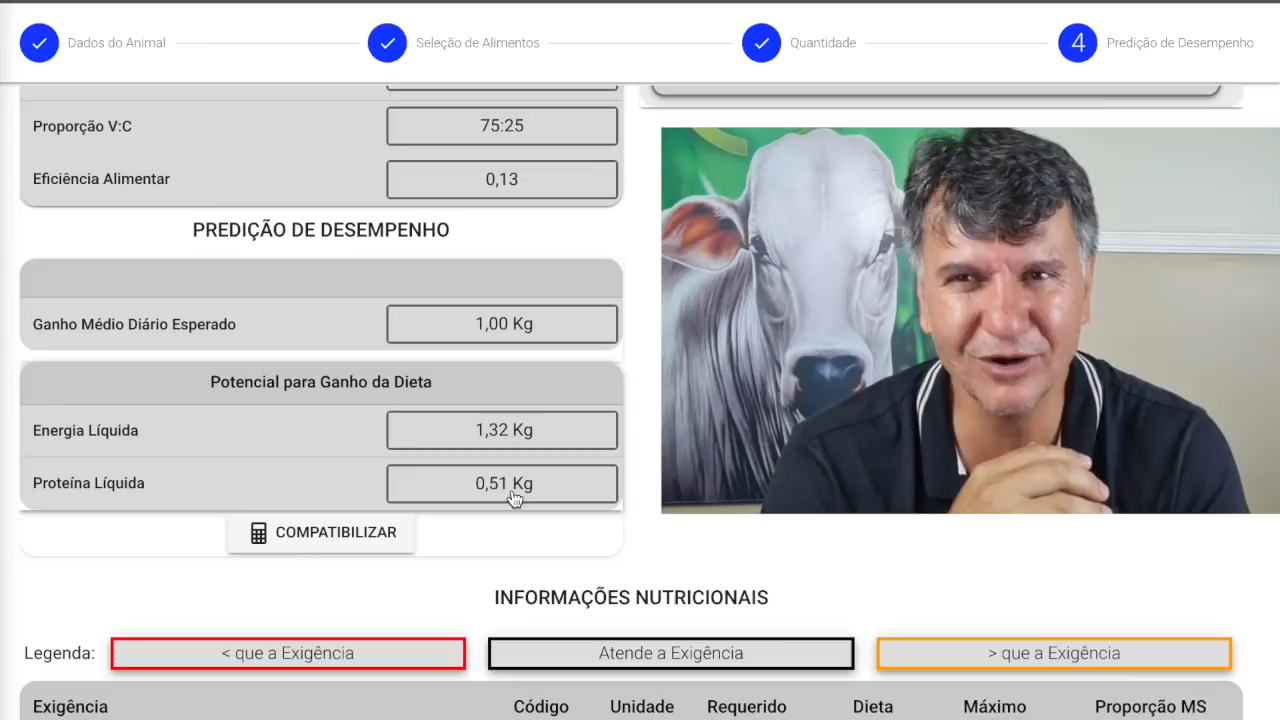 Dados do Animal
Seleção de Alimentos
Quantidade
4 Predição de Desempenho
Proporção V:C 75:25
Eficiência Alimentar 0,13
PREDIÇÃO DE DESEMPENHO
Ganho Médio Diário Esperado 1,00 Kg
Potencial para Ganho da Dieta
Energia Líquida 1,32 Kg
Proteína Líquida 0,51 Kg
COMPATIBILIZAR
INFORMAÇÕES NUTRICIONAIS
Legenda: < que a Exigência Atende a Exigência > que a Exigência
Exigência Código Unidade Requerido Dieta Máximo Proporção MS